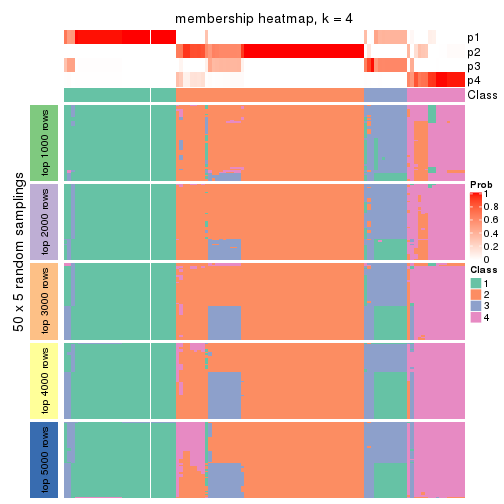 membership heatmap, k = 4
p1
p2
p3
p4
Class
50 x 5 random samplings
top 1000 rows
top 2000 rows
top 3000 rows
top 4000 rows
top 5000 rows
Prob
1
0.8
0.6
0.4
0.2
0
Class
1
2
3
4